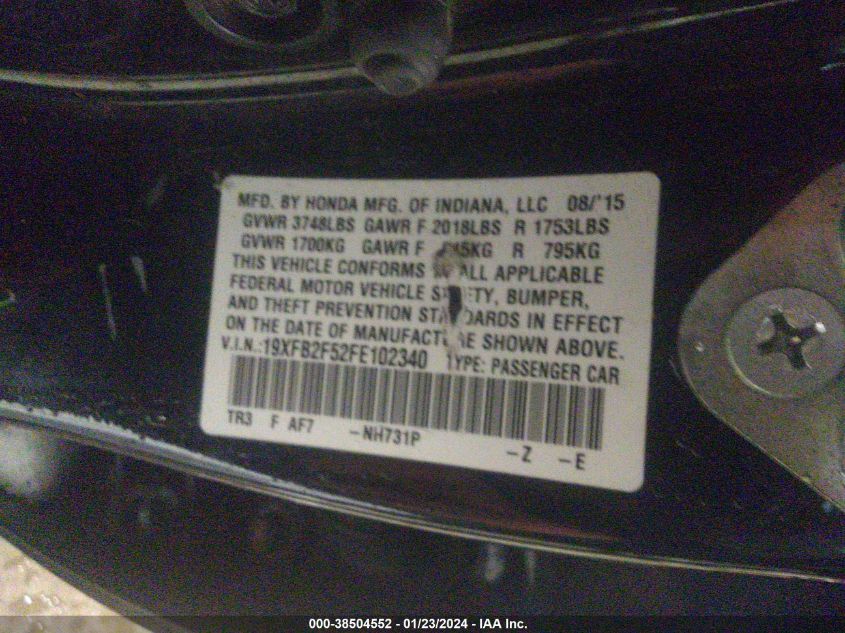 MFD. BY HONDA MFG. OF INDIANA, LLC 08/'15
GVWR 3748LBS GAWR F 2018LBS R 1753LBS
GVWR 1700KG GAWR F R 795KG
THIS VEHICLE CONFORMS ALL APPLICABLE
FEDERAL MOTOR VEHICLE BUMPER,
AND THEFT PREVENTION IN EFFECT
ON THE DATE OF SHOWN ABOVE.
V.I.N.:19XFB2F52FE102340 TYPE: PASSENGER CAR
TR3 F AF7 -NH731P
-Z -E
000-38504552 - 01/23/2024 - IAA Inc.